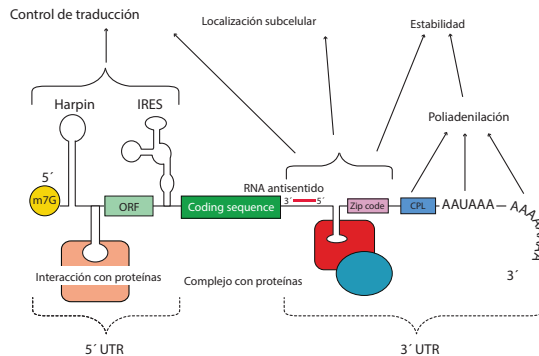 Control de traducción
Localización subcelular
Estabilidad
Harpin
IRES
Poliadenilación
5´
m7G
ORF
Coding sequence
RNA antisentido
3´
5´
Zip code
CPL
AAUAAA
AAAAAAA
3´
Interacción con proteínas
Complejo con proteínas
5´ UTR
3´ UTR